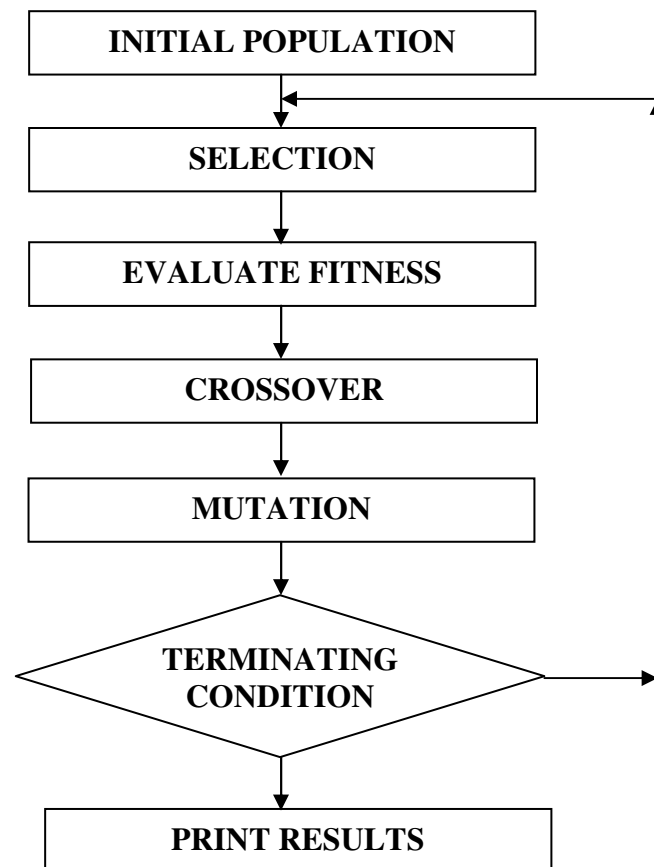 INITIAL POPULATION
SELECTION
EVALUATE FITNESS
CROSSOVER
MUTATION
TERMINATING
CONDITION
PRINT RESULTS